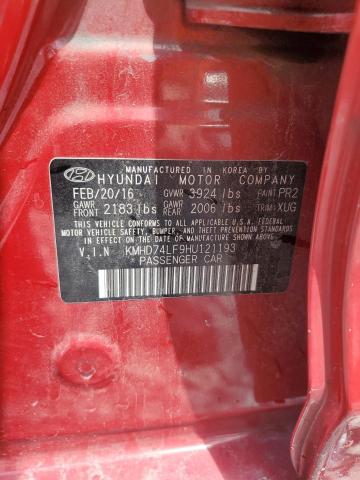 MANUFACTURED IN KOREA BY
HYUNDAI MOTOR COMPANY
FEB/20/16 GVWR 3924 lbs PAINT PR2
GAWR FRONT 2183 lbs GAWR REAR 2006 lbs TRIM XUG
THIS VEHICLE CONFORMS TO ALL APPLICABLE U.S.A. FEDERAL
MOTOR VEHICLE SAFETY, BUMPER, AND THEFT PREVENTION
STANDARDS IN EFFECT ON THE DATE OF MANUFACTURE SHOWN ABOVE.
V.I.N KMHD74LF9HU121193
PASSENGER CAR